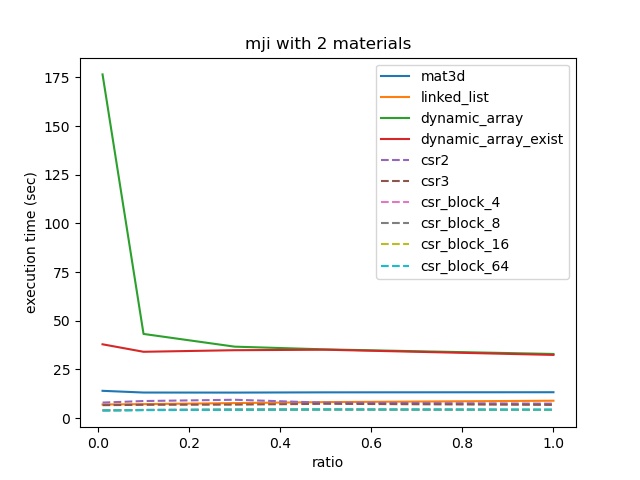 mji with 2 materials
175
150
125
100
75
50
25
0
execution time (sec)
mat3d
linked_list
dynamic_array
dynamic_array_exist
csr2
csr3
csr_block_4
csr_block_8
csr_block_16
csr_block_64
0.0 0.2 0.4 0.6 0.8 1.0
ratio